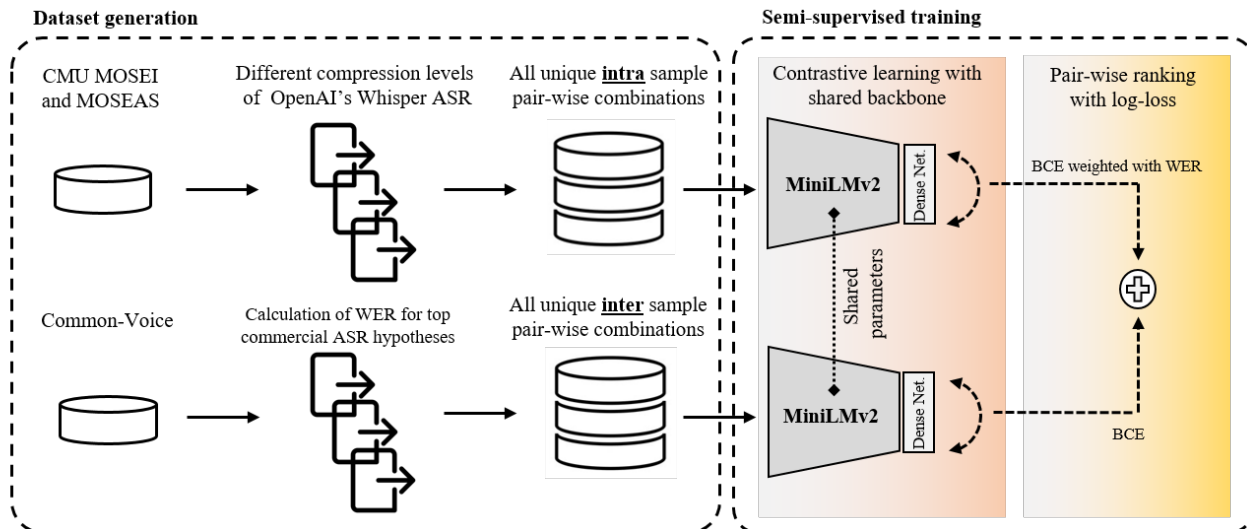 Dataset generation
Semi-supervised training
CMU MOSEI
and MOSEAS
Different compression levels
of OpenAI's Whisper ASR
All unique intra sample
pair-wise combinations
Contrastive learning with
shared backbone
Pair-wise ranking
with log-loss
MiniLMv2
Dense Net.
BCE weighted with WER
Shared
parameters
Common-Voice
Calculation of WER for top
commercial ASR hypotheses
All unique inter sample
pair-wise combinations
MiniLMv2
Dense Net.
BCE